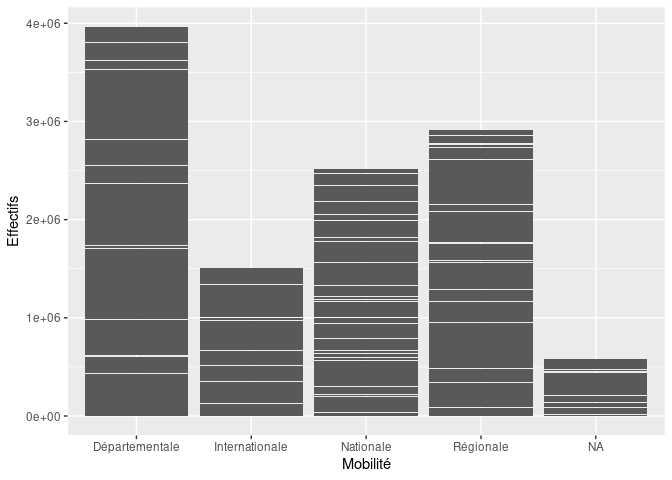 Effectifs
4e+06
3e+06
2e+06
1e+06
0e+00
Départementale Internationale Nationale Régionale NA
Mobilité